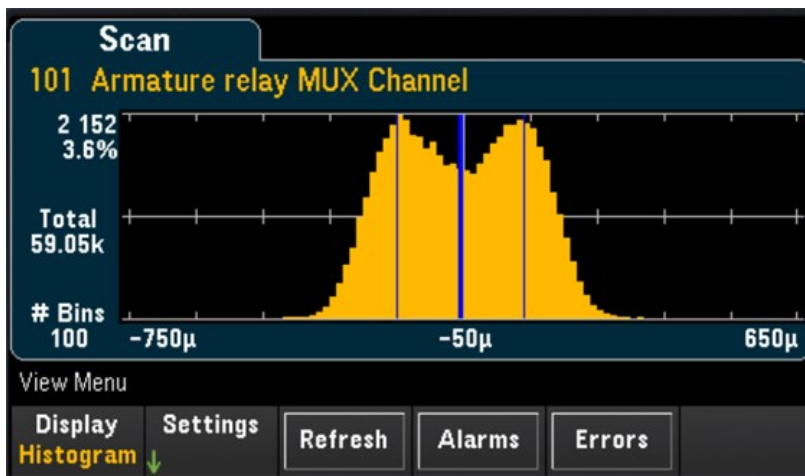 Scan
101 Armature relay MUX Channel
2 152
3.6%
Total
59.05k
# Bins
100
-750µ
-50µ
650µ
View Menu
Display
Histogram
Settings
Refresh
Alarms
Errors